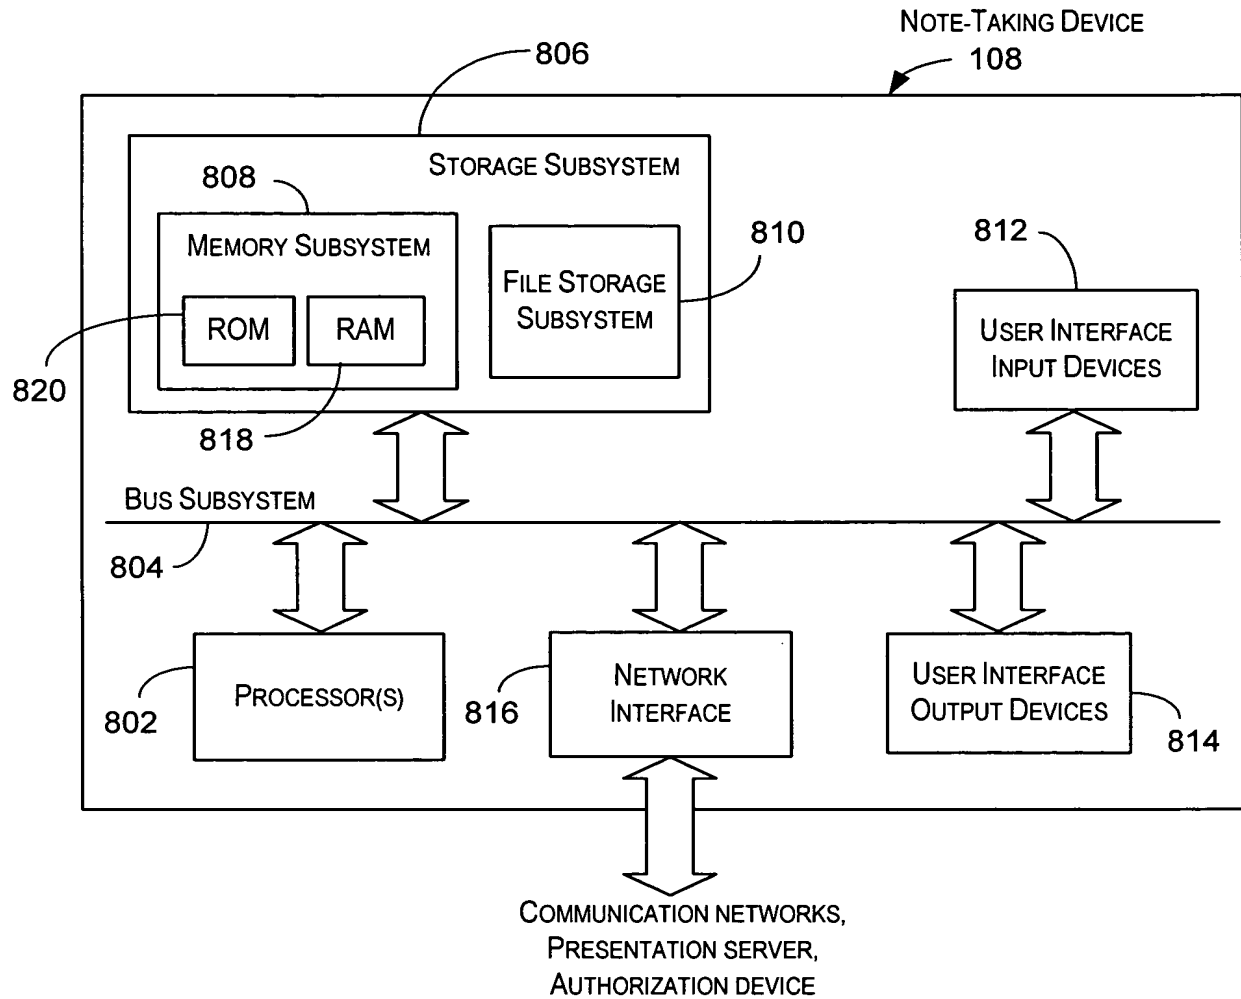 NOTE-TAKING DEVICE
108
806
STORAGE SUBSYSTEM
808
MEMORY SUBSYSTEM
ROM
RAM
820
818
FILE STORAGE
SUBSYSTEM
810
812
USER INTERFACE
INPUT DEVICES
BUS SUBSYSTEM
804
PROCESSOR(S)
802
NETWORK
INTERFACE
816
USER INTERFACE
OUTPUT DEVICES
814
COMMUNICATION NETWORKS,
PRESENTATION SERVER,
AUTHORIZATION DEVICE